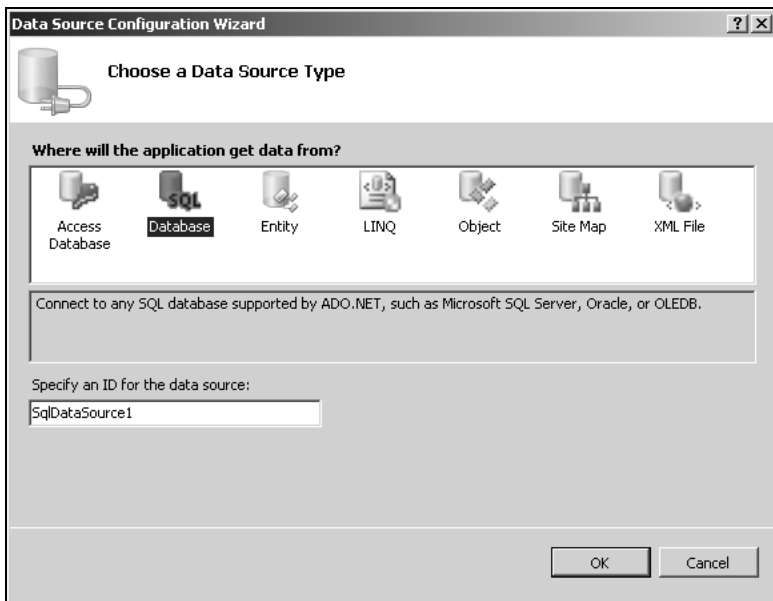 Data Source Configuration Wizard
Choose a Data Source Type
Where will the application get data from?
SQL
Access Database
Database
Entity
LINQ
Object
Site Map
XML File
Connect to any SQL database supported by ADO.NET, such as Microsoft SQL Server, Oracle, or OLEDB.
Specify an ID for the data source:
SqlDataSource1
OK
Cancel